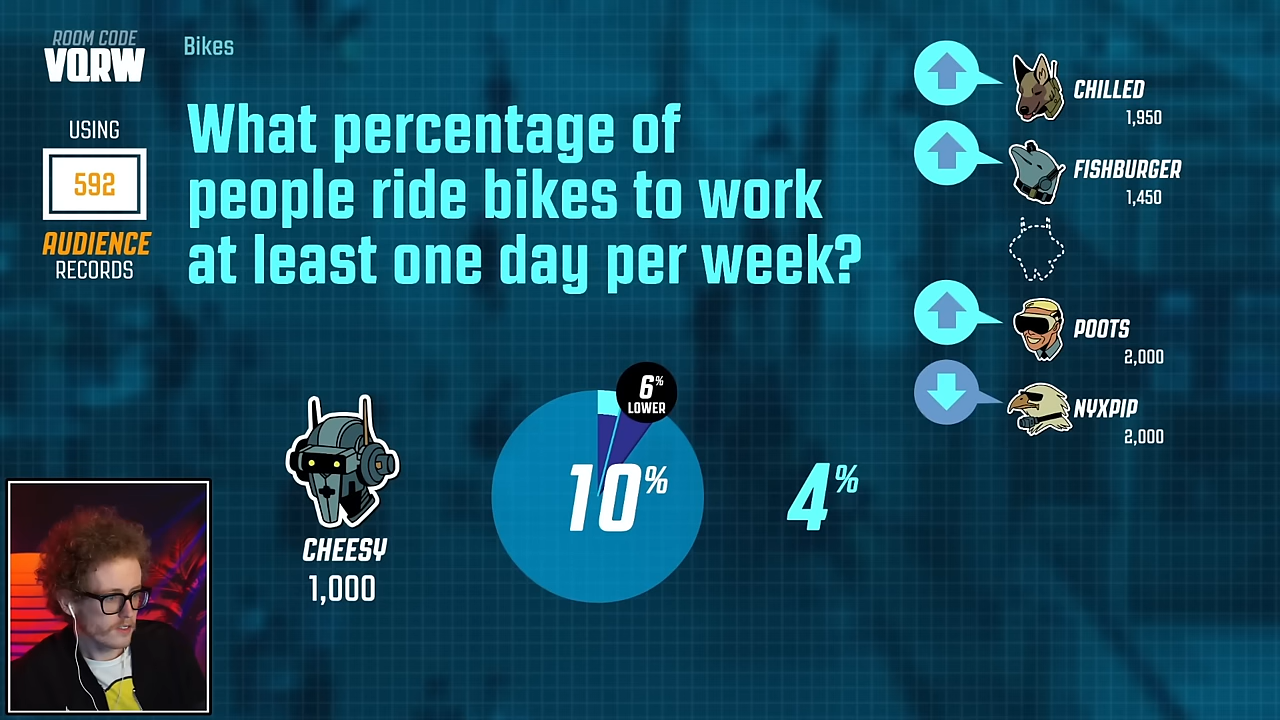 ROOM CODE
VQRW
Bikes
USING
592
AUDIENCE
RECORDS
What percentage of
people ride bikes to work
at least one day per week?
CHILLED
1,950
FISHBURGER
1,450
POOTS
2,000
NYXPIP
2,000
6%
LOWER
10%
4%
CHEESY
1,000